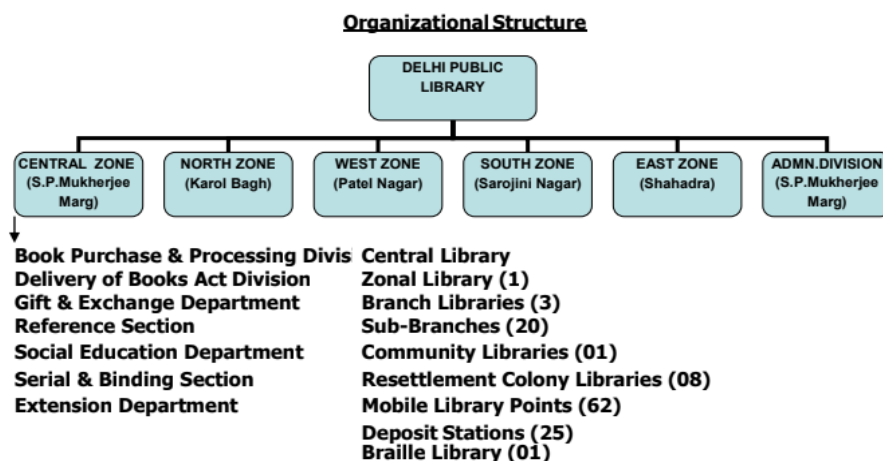 Organizational Structure
DELHI PUBLIC
LIBRARY
CENTRAL ZONE
(S.P.Mukherjee
Marg)
NORTH ZONE
(Karol Bagh)
WEST ZONE
(Patel Nagar)
SOUTH ZONE
(Sarojini Nagar)
EAST ZONE
(Shahadra)
ADMN.DIVISION
(S.P.Mukherjee
Marg)
Book Purchase & Processing Divisi
Delivery of Books Act Division
Gift & Exchange Department
Reference Section
Social Education Department
Serial & Binding Section
Extension Department
Central Library
Zonal Library (1)
Branch Libraries (3)
Sub-Branches (20)
Community Libraries (01)
Resettlement Colony Libraries (08)
Mobile Library Points (62)
Deposit Stations (25)
Braille Library (01)